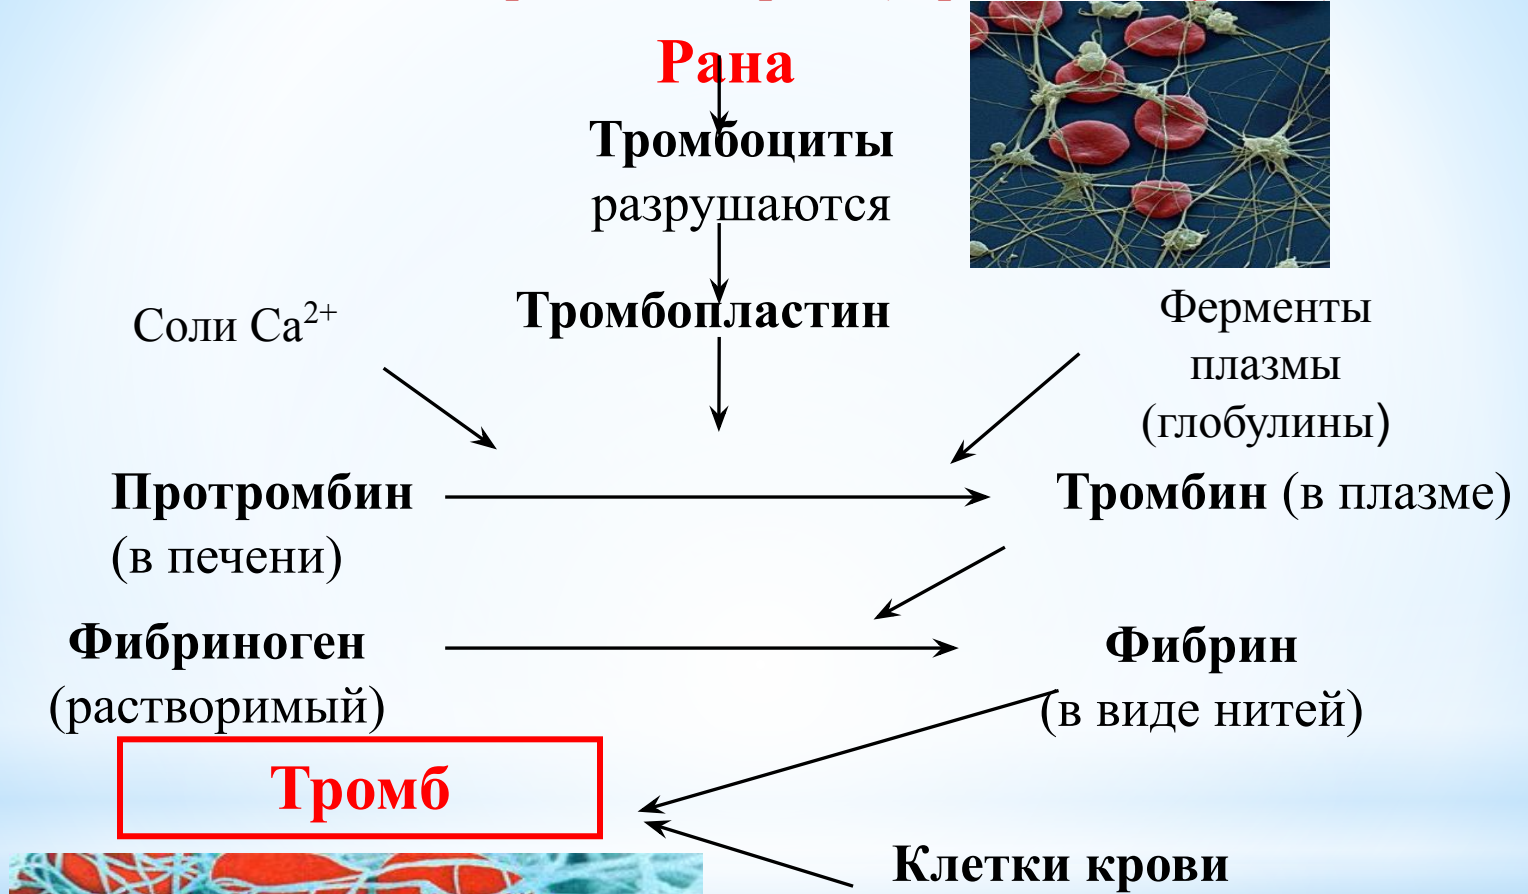 Рана
Тромбоциты
разрушаются
Соли Ca²⁺
Тромбопластин
Ферменты
плазмы
(глобулины)
Протромбин
(в печени)
Тромбин (в плазме)
Фибриноген
(растворимый)
Фибрин
(в виде нитей)
Тромб
Клетки крови